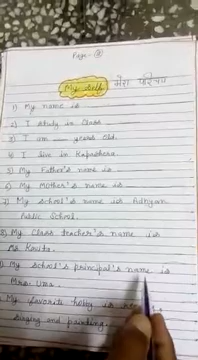 Page-②
My Self मेरा परिचय
1) My name is
2) I study in class
3) I am ___ years old.
4) I live in Kapashera.
5) My Father's name is
6) My Mother's name is
7) My school's name is Adhyan
Public School.
8) My class teacher's name is
Ms Kavita.
9) My school's principal's name is
Mrs. Uma.
My favorite hobby is
singing and painting.